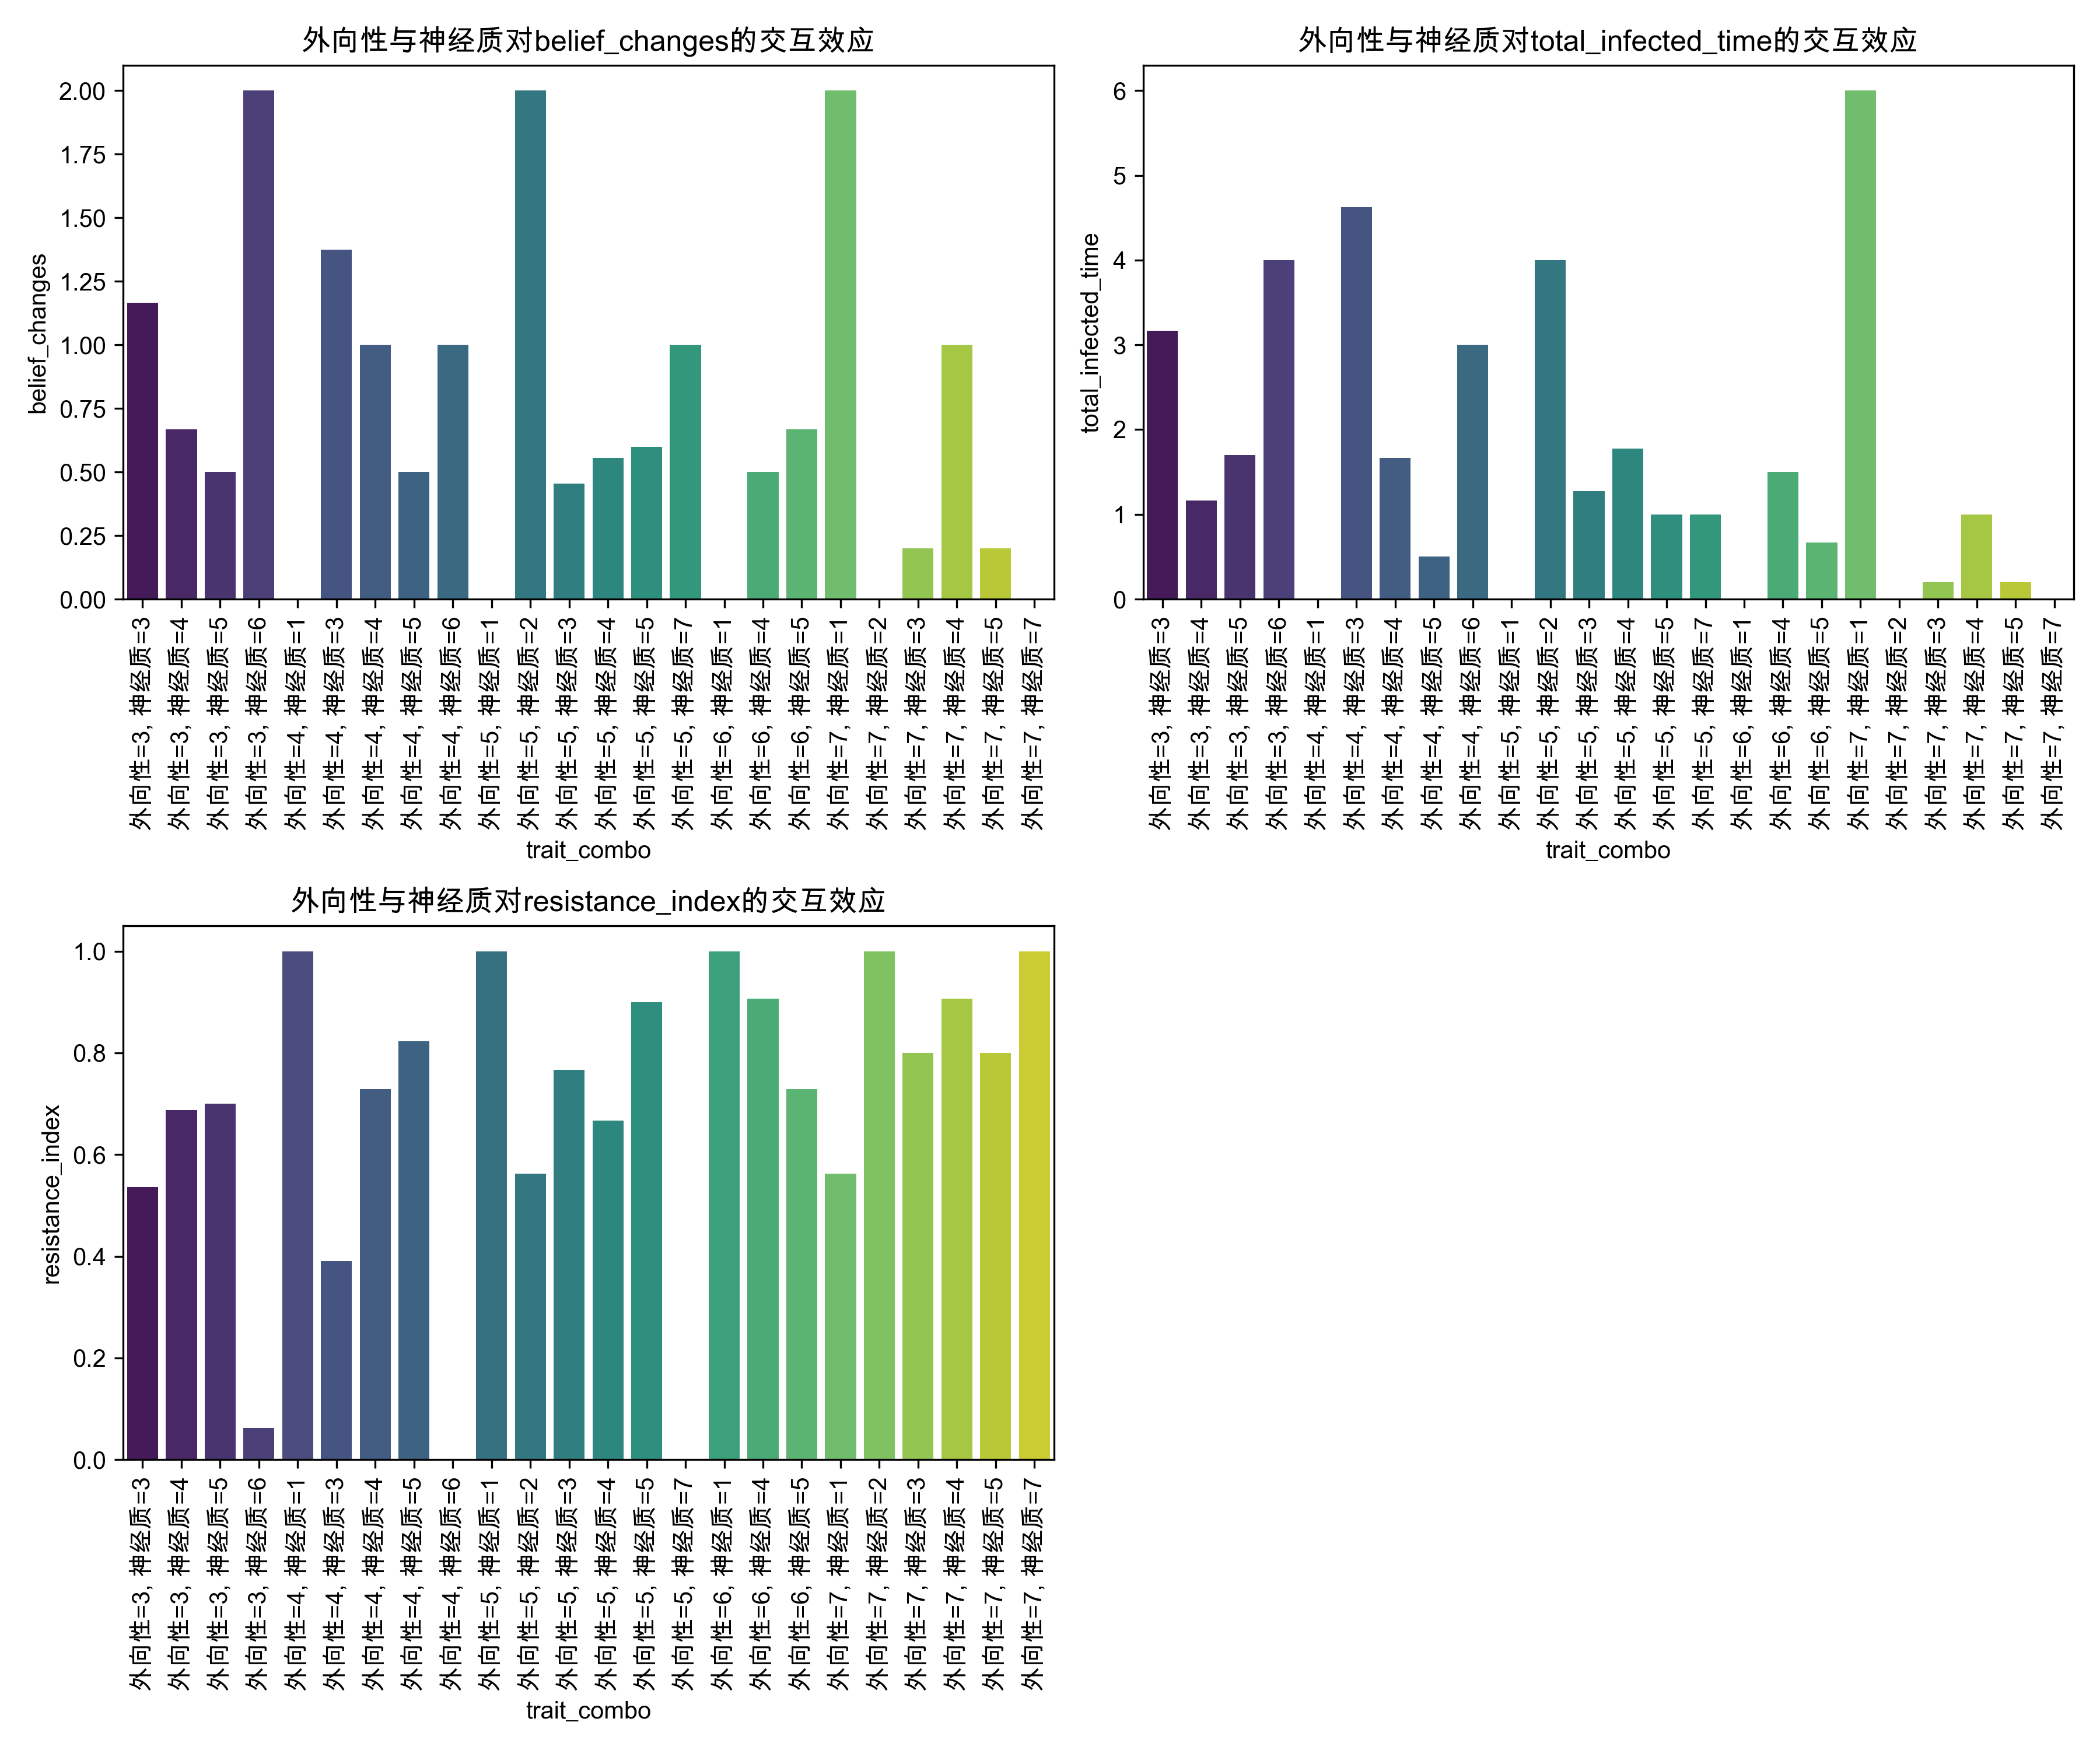 外向性与神经质对belief_changes的交互效应
belief_changes
2.00
1.75
1.50
1.25
1.00
0.75
0.50
0.25
0.00
外向性=3, 神经质=3
外向性=3, 神经质=4
外向性=3, 神经质=5
外向性=3, 神经质=6
外向性=4, 神经质=1
外向性=4, 神经质=3
外向性=4, 神经质=4
外向性=4, 神经质=5
外向性=4, 神经质=6
外向性=5, 神经质=1
外向性=5, 神经质=2
外向性=5, 神经质=3
外向性=5, 神经质=4
外向性=5, 神经质=5
外向性=5, 神经质=7
外向性=6, 神经质=1
外向性=6, 神经质=4
外向性=6, 神经质=5
外向性=7, 神经质=1
外向性=7, 神经质=2
外向性=7, 神经质=3
外向性=7, 神经质=4
外向性=7, 神经质=5
外向性=7, 神经质=7
trait_combo
外向性与神经质对total_infected_time的交互效应
total_infected_time
6
5
4
3
2
1
0
外向性=3, 神经质=3
外向性=3, 神经质=4
外向性=3, 神经质=5
外向性=3, 神经质=6
外向性=4, 神经质=1
外向性=4, 神经质=3
外向性=4, 神经质=4
外向性=4, 神经质=5
外向性=4, 神经质=6
外向性=5, 神经质=1
外向性=5, 神经质=2
外向性=5, 神经质=3
外向性=5, 神经质=4
外向性=5, 神经质=5
外向性=5, 神经质=7
外向性=6, 神经质=1
外向性=6, 神经质=4
外向性=6, 神经质=5
外向性=7, 神经质=1
外向性=7, 神经质=2
外向性=7, 神经质=3
外向性=7, 神经质=4
外向性=7, 神经质=5
外向性=7, 神经质=7
trait_combo
外向性与神经质对resistance_index的交互效应
resistance_index
1.0
0.8
0.6
0.4
0.2
0.0
外向性=3, 神经质=3
外向性=3, 神经质=4
外向性=3, 神经质=5
外向性=3, 神经质=6
外向性=4, 神经质=1
外向性=4, 神经质=3
外向性=4, 神经质=4
外向性=4, 神经质=5
外向性=4, 神经质=6
外向性=5, 神经质=1
外向性=5, 神经质=2
外向性=5, 神经质=3
外向性=5, 神经质=4
外向性=5, 神经质=5
外向性=5, 神经质=7
外向性=6, 神经质=1
外向性=6, 神经质=4
外向性=6, 神经质=5
外向性=7, 神经质=1
外向性=7, 神经质=2
外向性=7, 神经质=3
外向性=7, 神经质=4
外向性=7, 神经质=5
外向性=7, 神经质=7
trait_combo